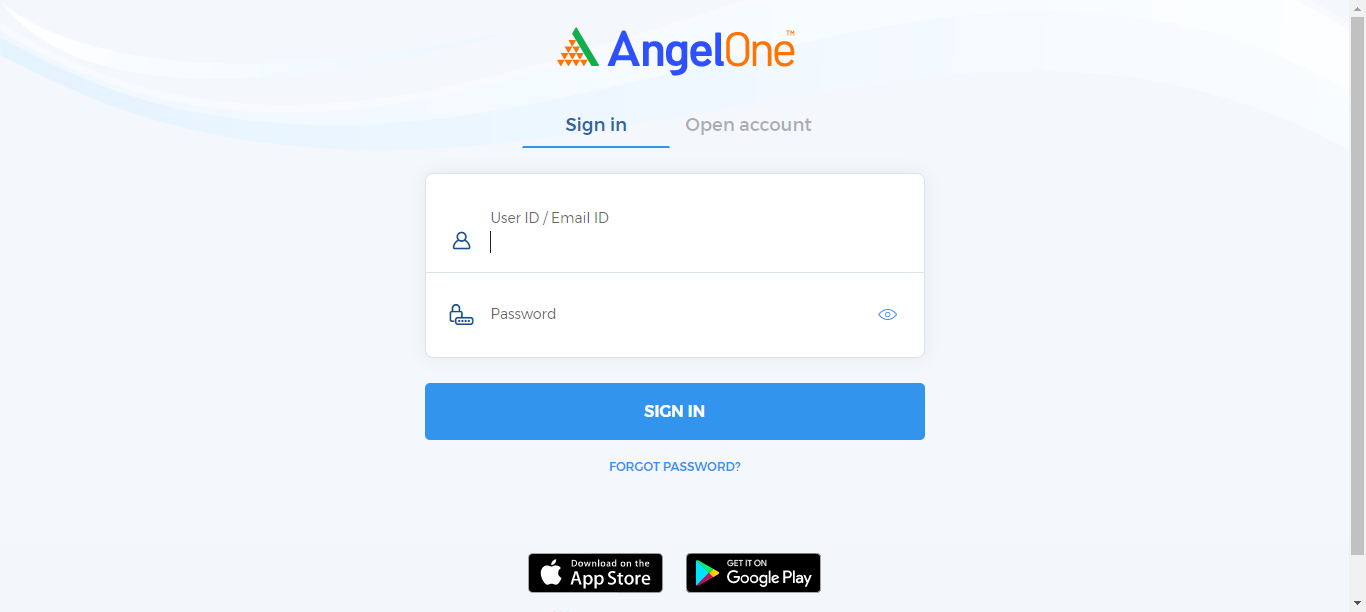 AngelOne™
Sign in Open account
User ID / Email ID
Password
SIGN IN
FORGOT PASSWORD?
Download on the GET IT ON
App Store Google Play